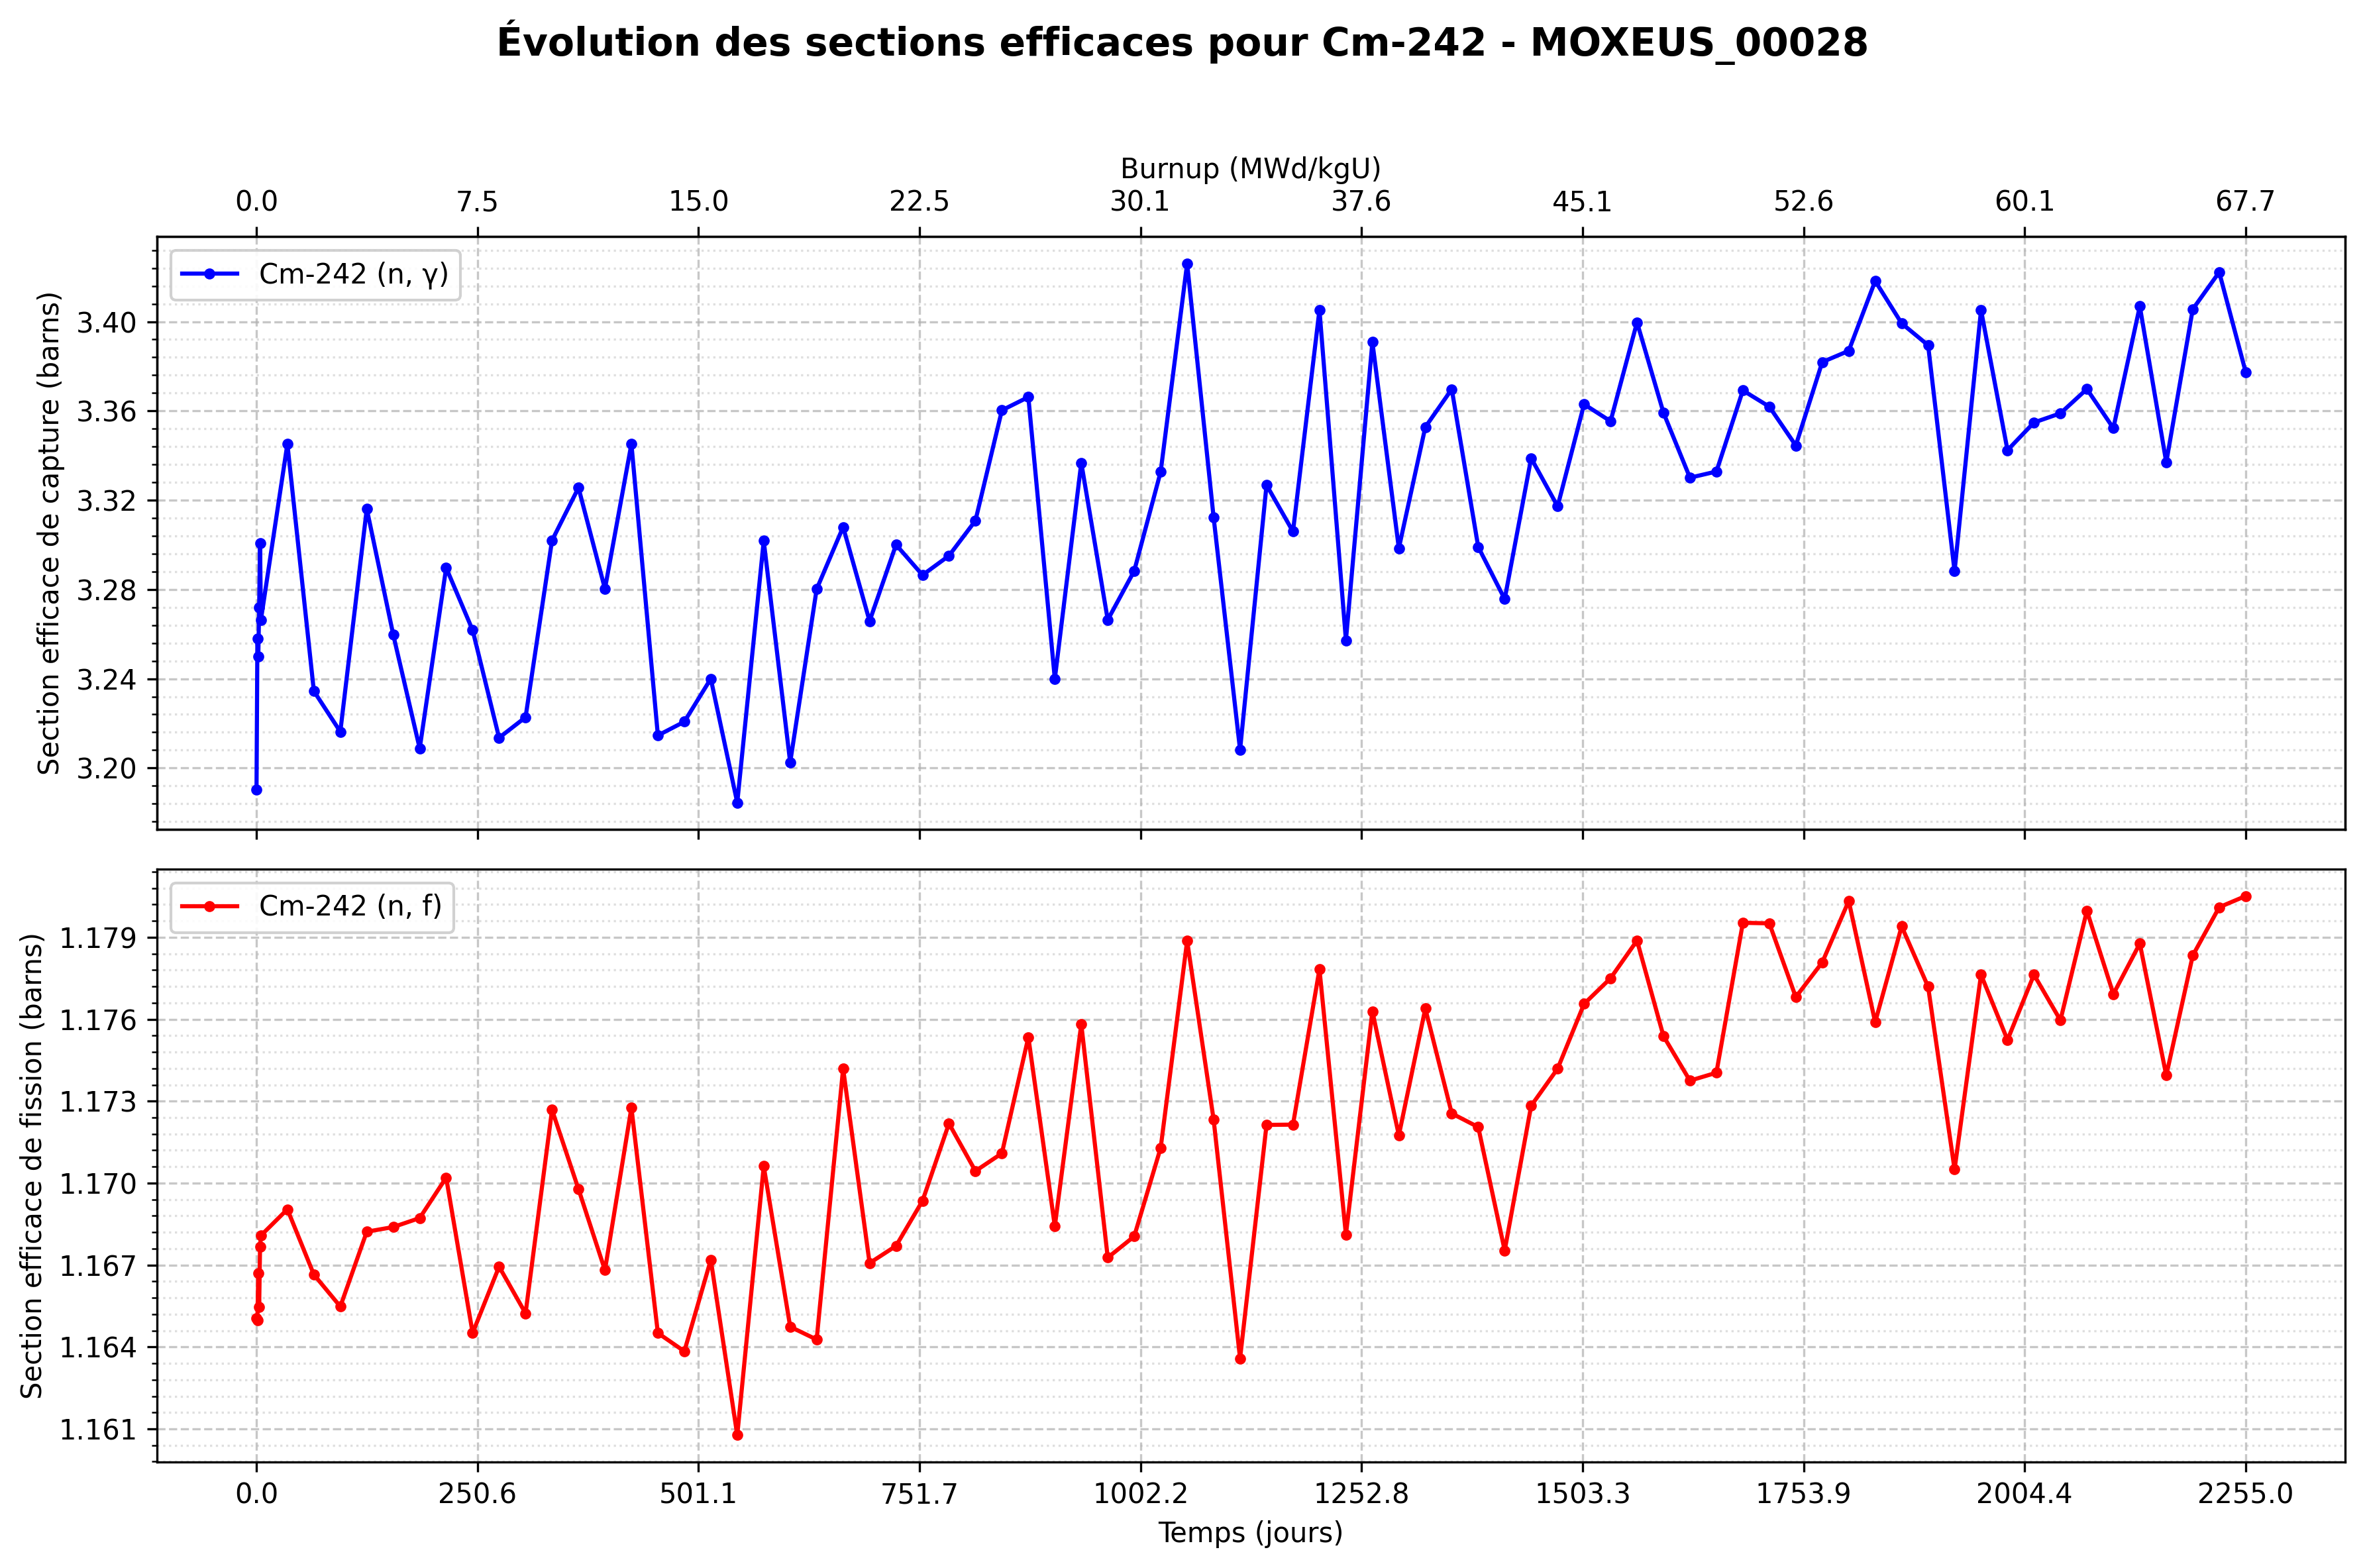 Évolution des sections efficaces pour Cm-242 - MOXEUS_00028
Burnup (MWd/kgU)
0.0 7.5 15.0 22.5 30.1 37.6 45.1 52.6 60.1 67.7
Cm-242 (n, γ)
Section efficace de capture (barns)
3.40
3.36
3.32
3.28
3.24
3.20
Cm-242 (n, f)
Section efficace de fission (barns)
1.179
1.176
1.173
1.170
1.167
1.164
1.161
0.0 250.6 501.1 751.7 1002.2 1252.8 1503.3 1753.9 2004.4 2255.0
Temps (jours)